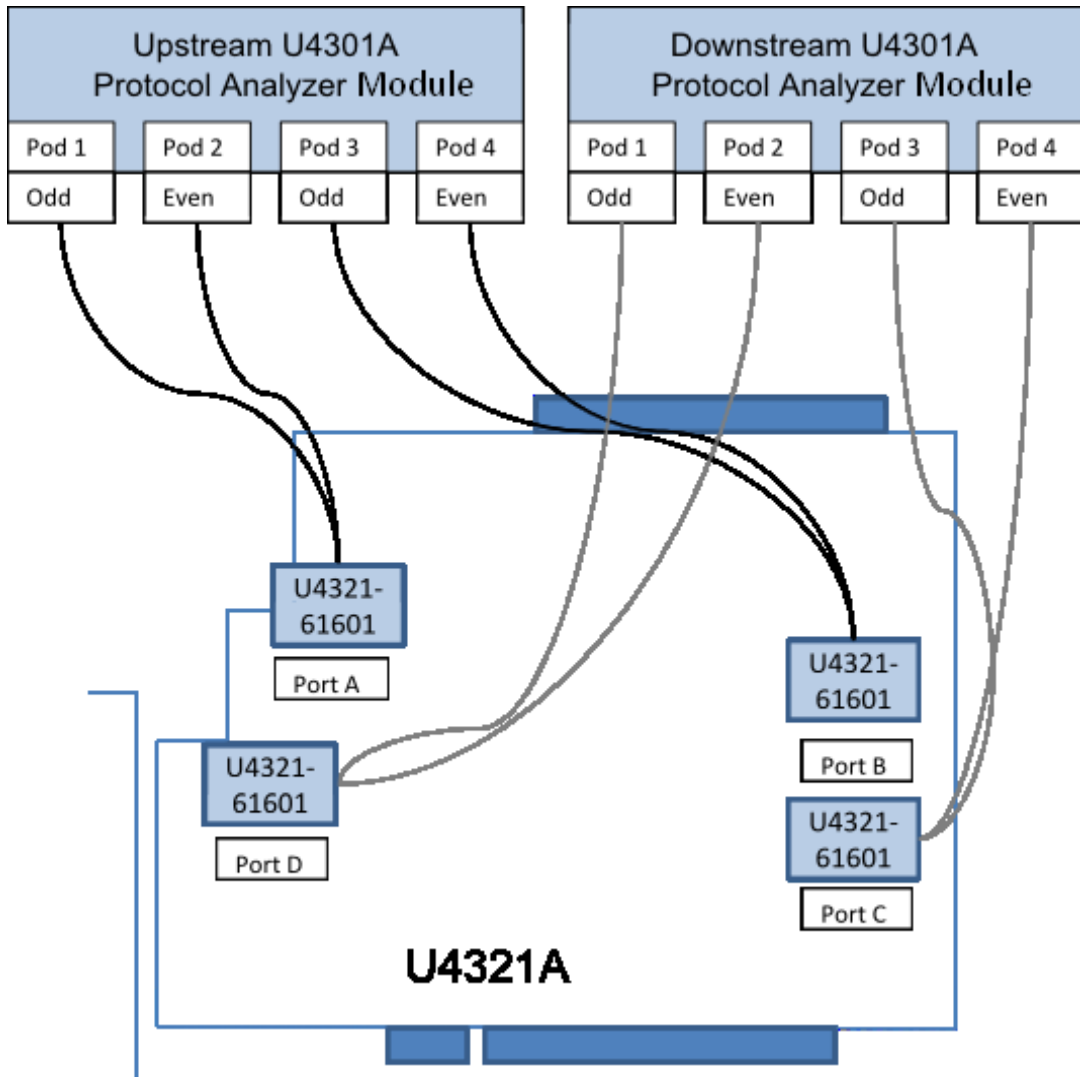 Upstream U4301A
Protocol Analyzer Module
Downstream U4301A
Protocol Analyzer Module
Pod 1
Pod 2
Pod 3
Pod 4
Pod 1
Pod 2
Pod 3
Pod 4
Odd
Even
Odd
Even
Odd
Even
Odd
Even
U4321-
61601
Port A
U4321-
61601
Port B
U4321-
61601
Port D
U4321-
61601
Port C
U4321A